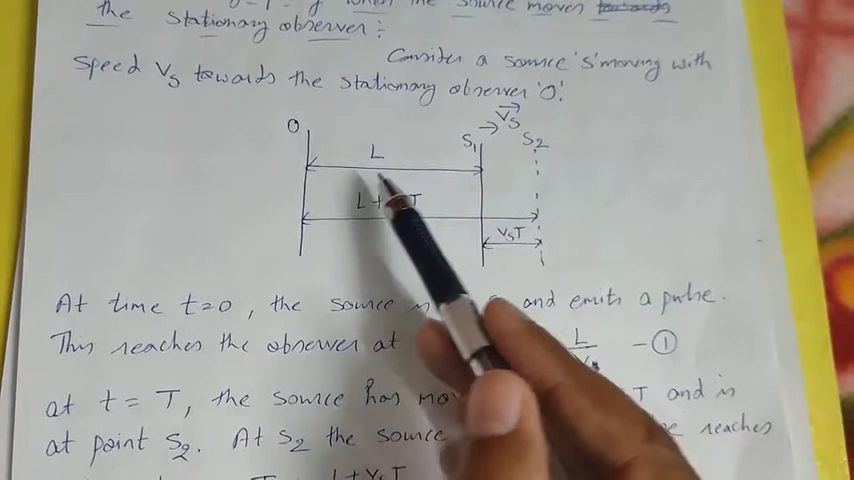 the stationary observer :
Consider a source 'S' moving with
Speed Vs towards the stationary observer 'O'.
O
L
S1
→ Vs
S2
L +
T
VsT
At time t=0, the source and emits a pulse.
This reaches the observer at L — ①
at t = T, the source has T and is
at point S2. At S2 the source reaches
L + VsT